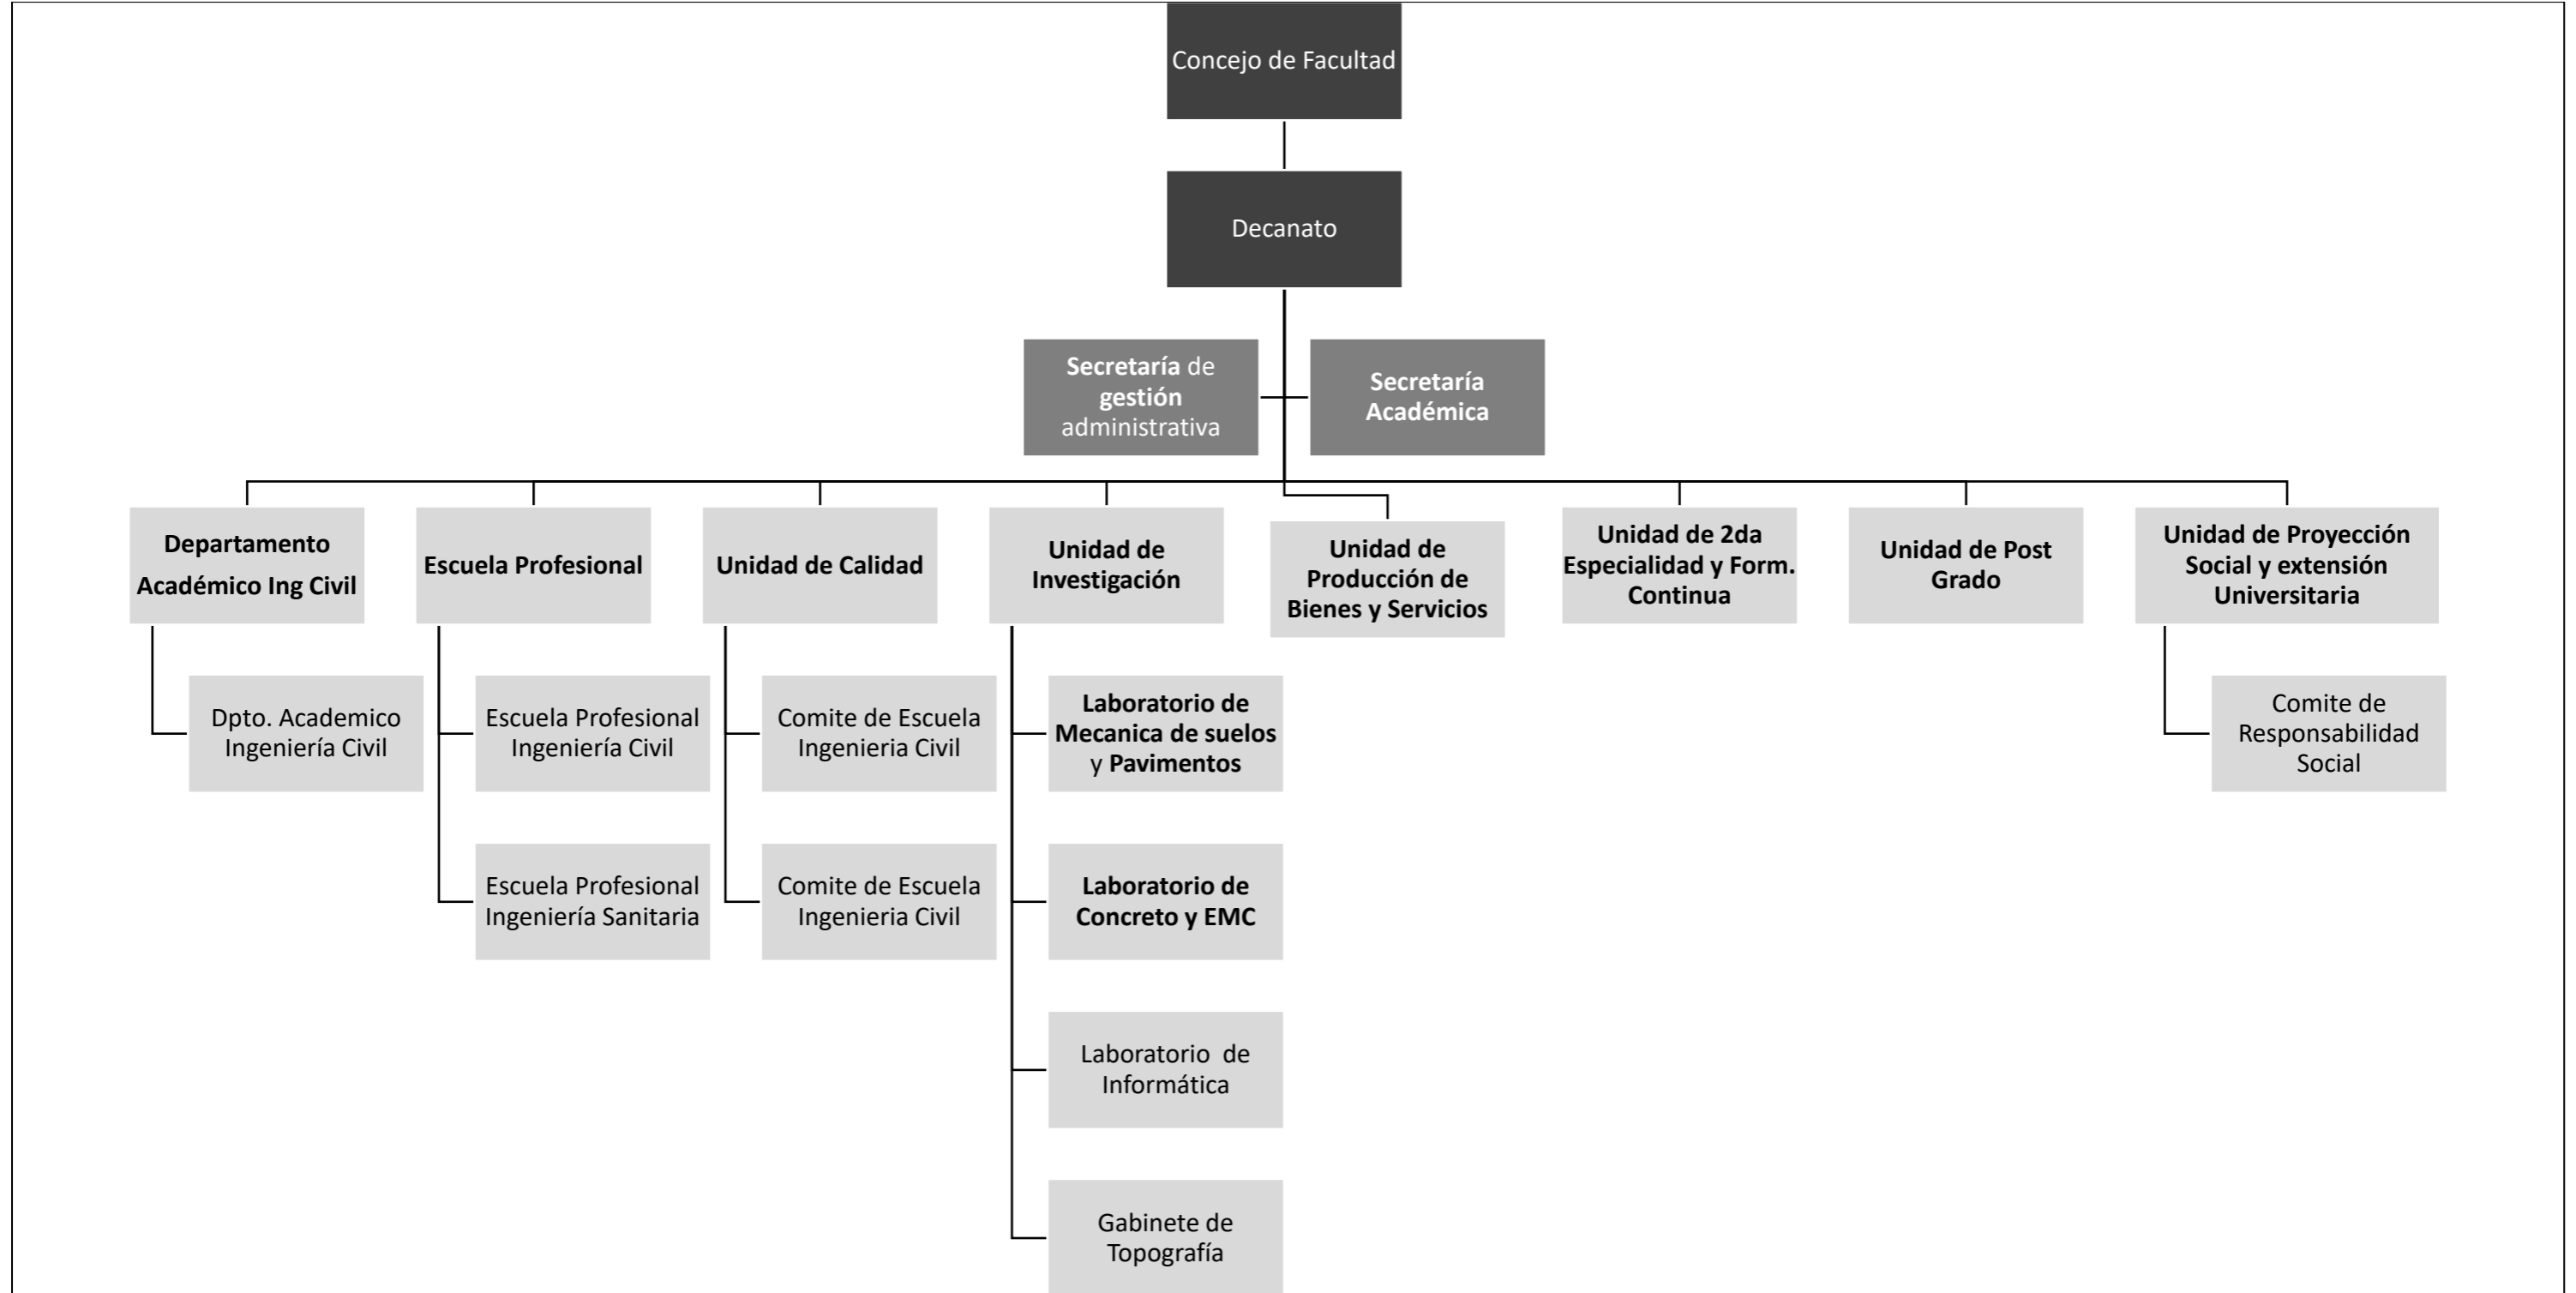 Concejo de Facultad
Decanato
Secretaría de
gestión
administrativa
Secretaría
Académica
Departamento
Académico Ing Civil
Escuela Profesional
Unidad de Calidad
Unidad de
Investigación
Unidad de
Producción de
Bienes y Servicios
Unidad de 2da
Especialidad y Form.
Continua
Unidad de Post
Grado
Unidad de Proyección
Social y extensión
Universitaria
Dpto. Academico
Ingeniería Civil
Escuela Profesional
Ingeniería Civil
Comite de Escuela
Ingenieria Civil
Laboratorio de
Mecanica de suelos
y Pavimentos
Comite de
Responsabilidad
Social
Escuela Profesional
Ingeniería Sanitaria
Comite de Escuela
Ingenieria Civil
Laboratorio de
Concreto y EMC
Laboratorio  de
Informática
Gabinete de
Topografía